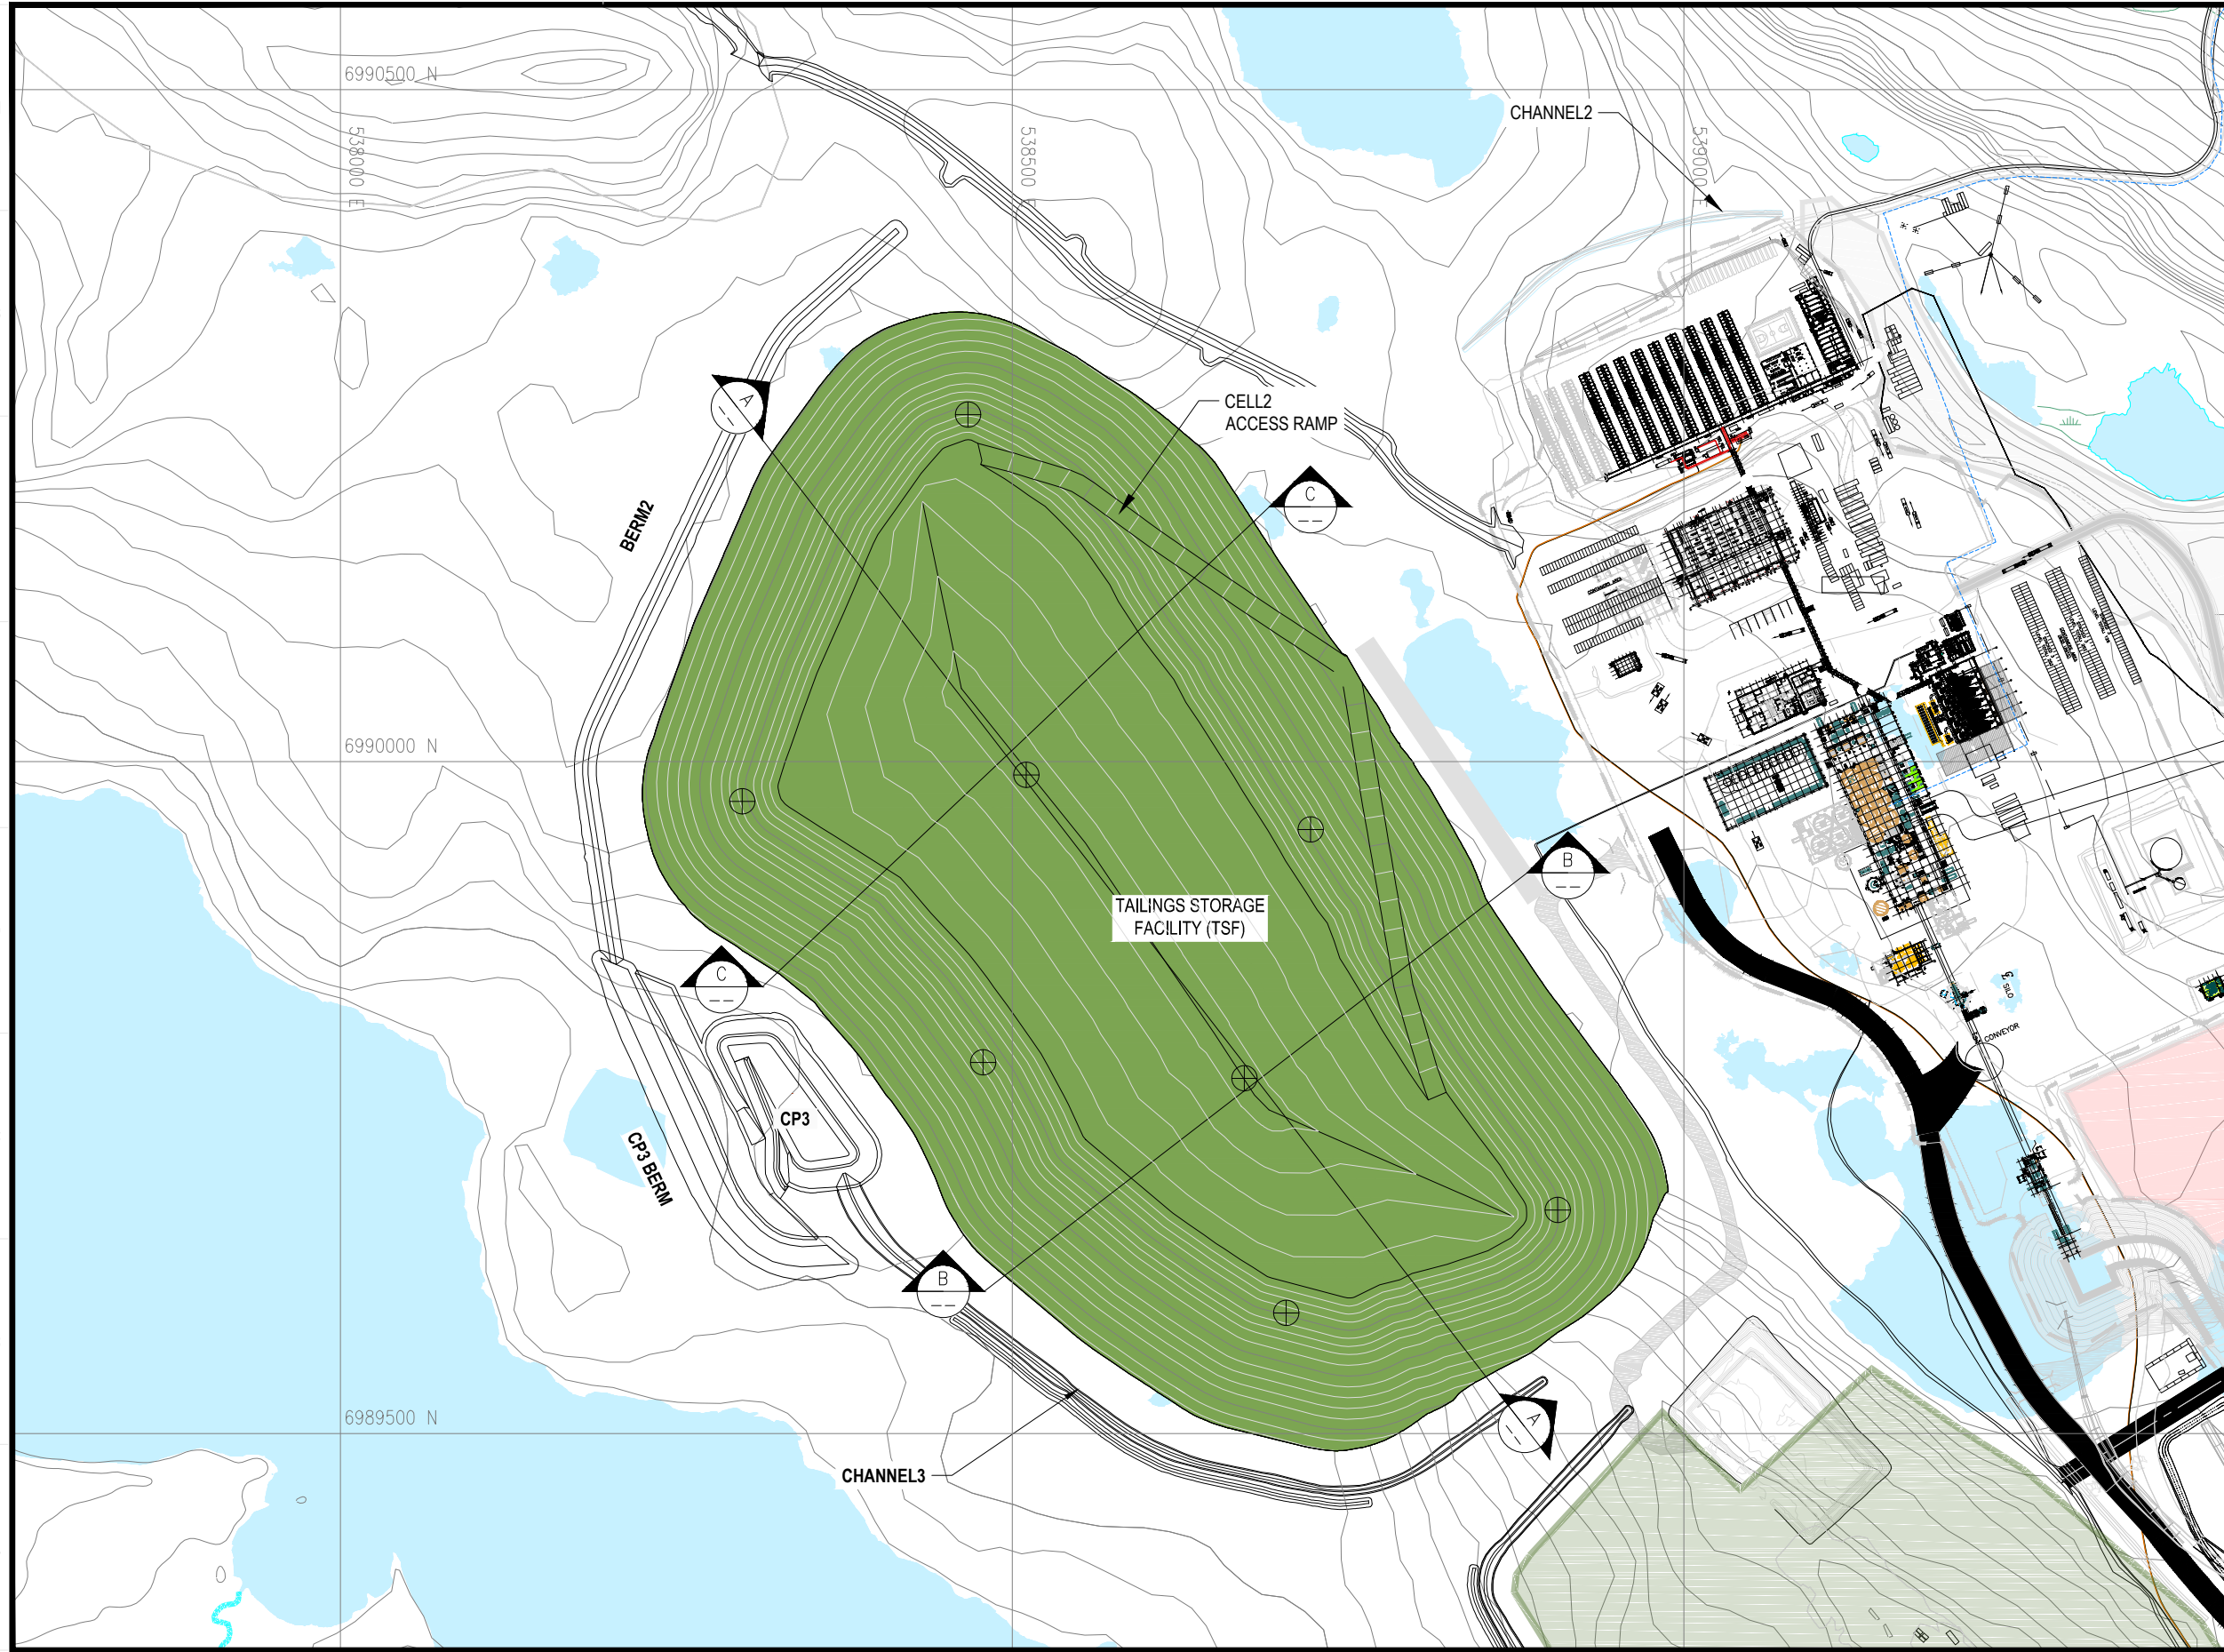 6990500 N
538000 E
538500 E
539000 E
CHANNEL2
CELL2
ACCESS RAMP
A
C
BERM2
6990000 N
B
TAILINGS STORAGE
FACILITY (TSF)
C
SILO
CONVEYOR
CP3
CP3 BERM
B
A
6989500 N
CHANNEL3